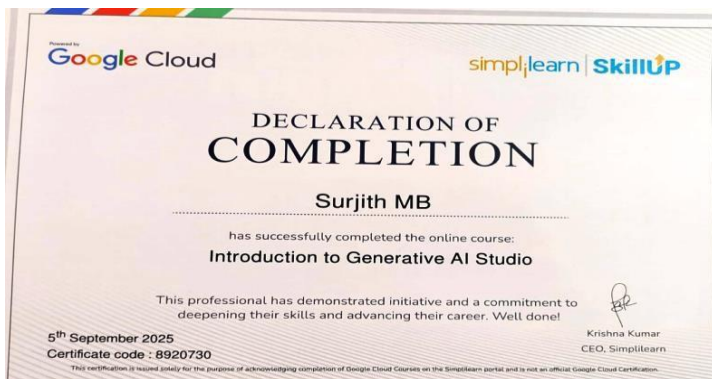 Powered by
Google Cloud
simplilearn | SkillUP
DECLARATION OF
COMPLETION
Surjith MB
has successfully completed the online course:
Introduction to Generative AI Studio
This professional has demonstrated initiative and a commitment to
deepening their skills and advancing their career. Well done!
5th September 2025
Certificate code : 8920730
Krishna Kumar
CEO, Simplilearn
This certification is issued solely for the purpose of acknowledging completion of Google Cloud Courses on the Simplilearn portal and is not an official Google Cloud Certification.